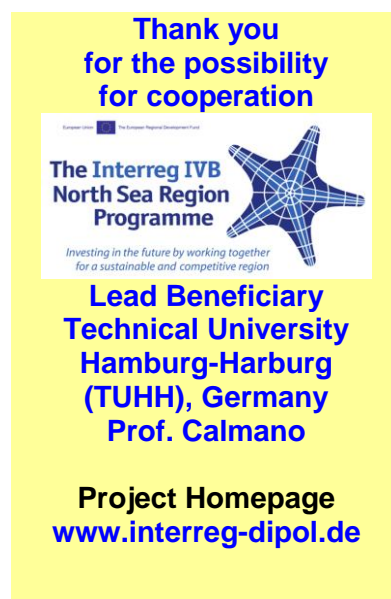 Thank you
for the possibility
for cooperation
European Union The European Regional Development Fund
The Interreg IVB
North Sea Region
Programme
Investing in the future by working together
for a sustainable and competitive region
Lead Beneficiary
Technical University
Hamburg-Harburg
(TUHH), Germany
Prof. Calmano
Project Homepage
www.interreg-dipol.de